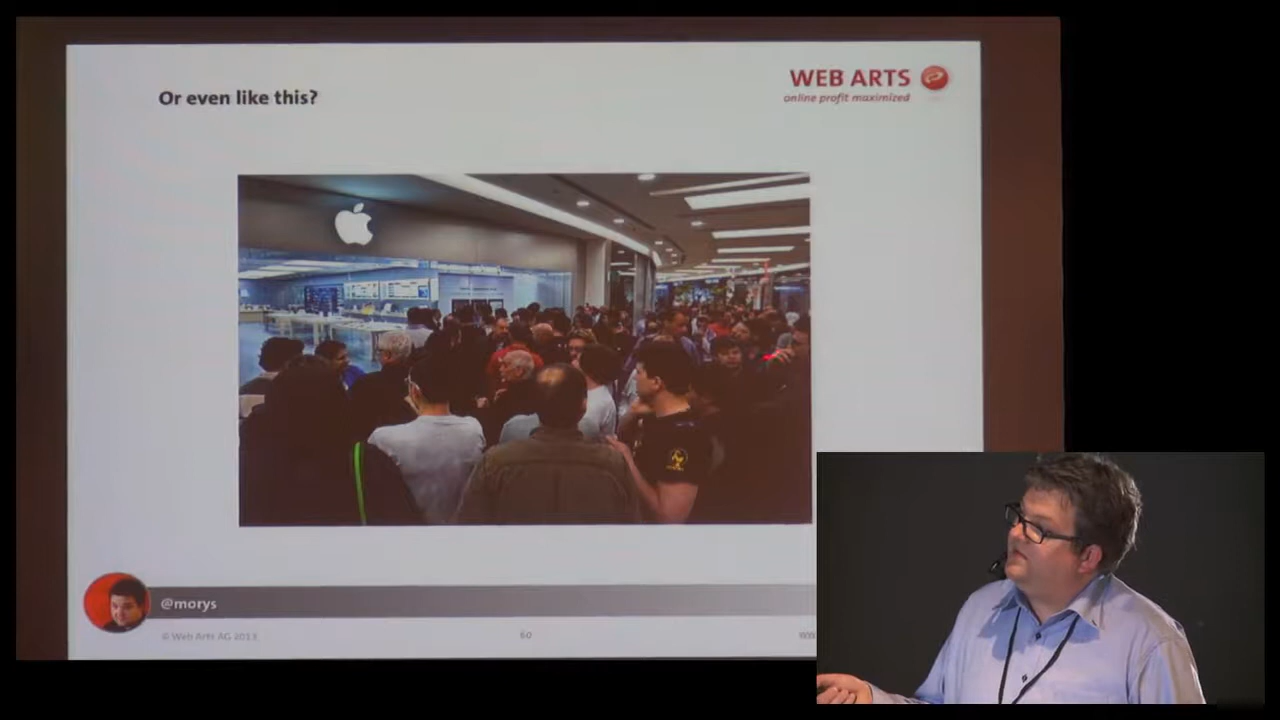 Or even like this?
WEB ARTS
online profit maximized
@morys
© Web Arts AG 2013
60